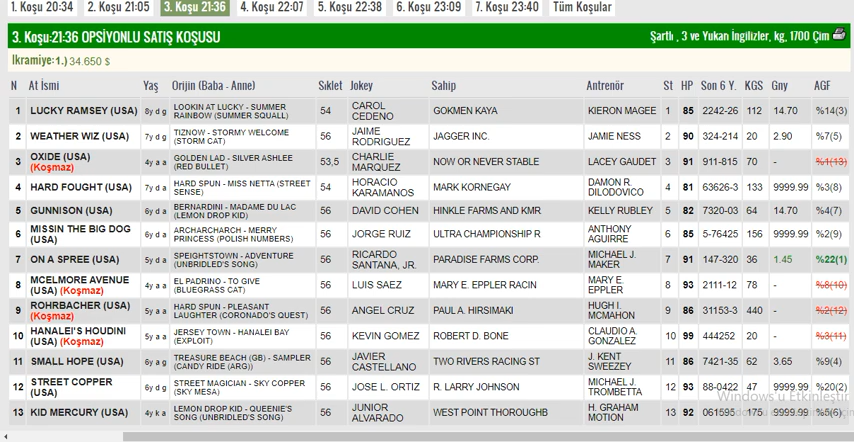 1. Koşu 20:34 2. Koşu 21:05 3. Koşu 21:36 4. Koşu 22:07 5. Koşu 22:38 6. Koşu 23:09 7. Koşu 23:40 Tüm Koşular
3. Koşu:21:36 OPSİYONLU SATIŞ KOŞUSU Şartlı , 3 ve Yukarı İngilizler, kg, 1700 Çim
İkramiye:1.) 34.650 $
N At İsmi Yaş Orijin (Baba - Anne) Sıklet Jokey Sahip Antrenör St HP Son 6 Y. KGS Gny AGF
1 LUCKY RAMSEY (USA) 8y d g LOOKIN AT LUCKY - SUMMER RAINBOW (SUMMER SQUALL) 54 CAROL CEDENO GOKMEN KAYA KIERON MAGEE 1 85 2242-26 112 14.70 %14(3)
2 WEATHER WIZ (USA) 7y d g TIZNOW - STORMY WELCOME (STORM CAT) 56 JAIME RODRIGUEZ JAGGER INC. JAMIE NESS 2 90 324-214 20 2.90 %7(5)
3 OXIDE (USA) (Koşmaz) 4y a a GOLDEN LAD - SILVER ASHLEE (RED BULLET) 53,5 CHARLIE MARQUEZ NOW OR NEVER STABLE LACEY GAUDET 3 91 911-815 70 - %1(13)
4 HARD FOUGHT (USA) 7y d a HARD SPUN - MISS NETTA (STREET SENSE) 54 HORACIO KARAMANOS MARK KORNEGAY DAMON R. DILODOVICO 4 81 63626-3 133 9999.99 %3(8)
5 GUNNISON (USA) 6y d a BERNARDINI - MADAME DU LAC (LEMON DROP KID) 56 DAVID COHEN HINKLE FARMS AND KMR KELLY RUBLEY 5 82 7320-03 64 14.70 %4(7)
6 MISSIN THE BIG DOG (USA) 6y d a ARCHARCHARCH - MERRY PRINCESS (POLISH NUMBERS) 56 JORGE RUIZ ULTRA CHAMPIONSHIP R ANTHONY AGUIRRE 6 85 5-76425 156 9999.99 %2(9)
7 ON A SPREE (USA) 5y d a SPEIGHTSTOWN - ADVENTURE (UNBRIDLED'S SONG) 56 RICARDO SANTANA, JR. PARADISE FARMS CORP. MICHAEL J. MAKER 7 91 147-320 36 1.45 %22(1)
8 MCELMORE AVENUE (USA) (Koşmaz) 4y a a EL PADRINO - TO GIVE (BLUEGRASS CAT) 56 LUIS SAEZ MARY E. EPPLER RACIN MARY E. EPPLER 8 93 2111-12 78 - %8(10)
9 ROHRBACHER (USA) (Koşmaz) 5y a a HARD SPUN - PLEASANT LAUGHTER (CORONADO'S QUEST) 56 ANGEL CRUZ PAUL A. HIRSIMAKI HUGH I. MCMAHON 9 86 31153-3 440 - %2(12)
10 HANALEI'S HOUDINI (USA) (Koşmaz) 5y a a JERSEY TOWN - HANALEI BAY (EXPLOIT) 56 KEVIN GOMEZ ROBERT D. BONE CLAUDIO A. GONZALEZ 10 99 444252 20 - %3(11)
11 SMALL HOPE (USA) 6y a g TREASURE BEACH (GB) - SAMPLER (CANDY RIDE (ARG)) 56 JAVIER CASTELLANO TWO RIVERS RACING ST J. KENT SWEEZEY 11 86 7421-35 62 3.65 %9(4)
12 STREET COPPER (USA) 6y d g STREET MAGICIAN - SKY COPPER (SKY MESA) 56 JOSE L. ORTIZ R. LARRY JOHNSON MICHAEL J. TROMBETTA 12 93 88-0422 47 9999.99 %20(2)
Windows'u Etkinleştir
13 KID MERCURY (USA) 4y k a LEMON DROP KID - QUEENIE'S SONG (UNBRIDLED'S SONG) 56 JUNIOR ALVARADO WEST POINT THOROUGHB H. GRAHAM MOTION 13 92 061595 175 9999.99 %5(6)